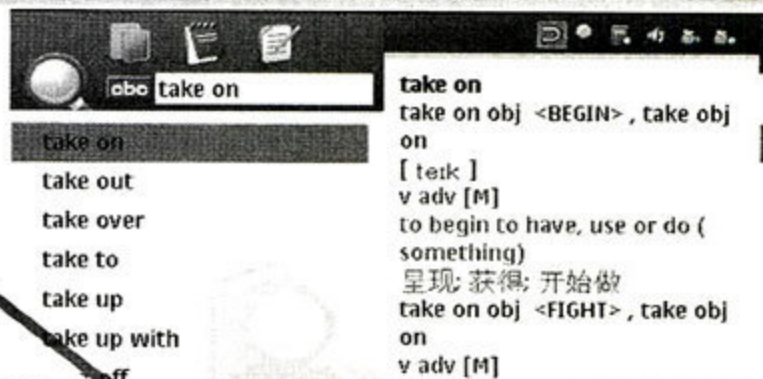 abc take on
take on
take out
take over
take to
take up
take up with
off
take on
take on obj <BEGIN> , take obj
on
[ teɪk ]
v adv [M]
to begin to have, use or do (
something)
呈现; 获得; 开始做
take on obj <FIGHT> , take obj
on
v adv [M]